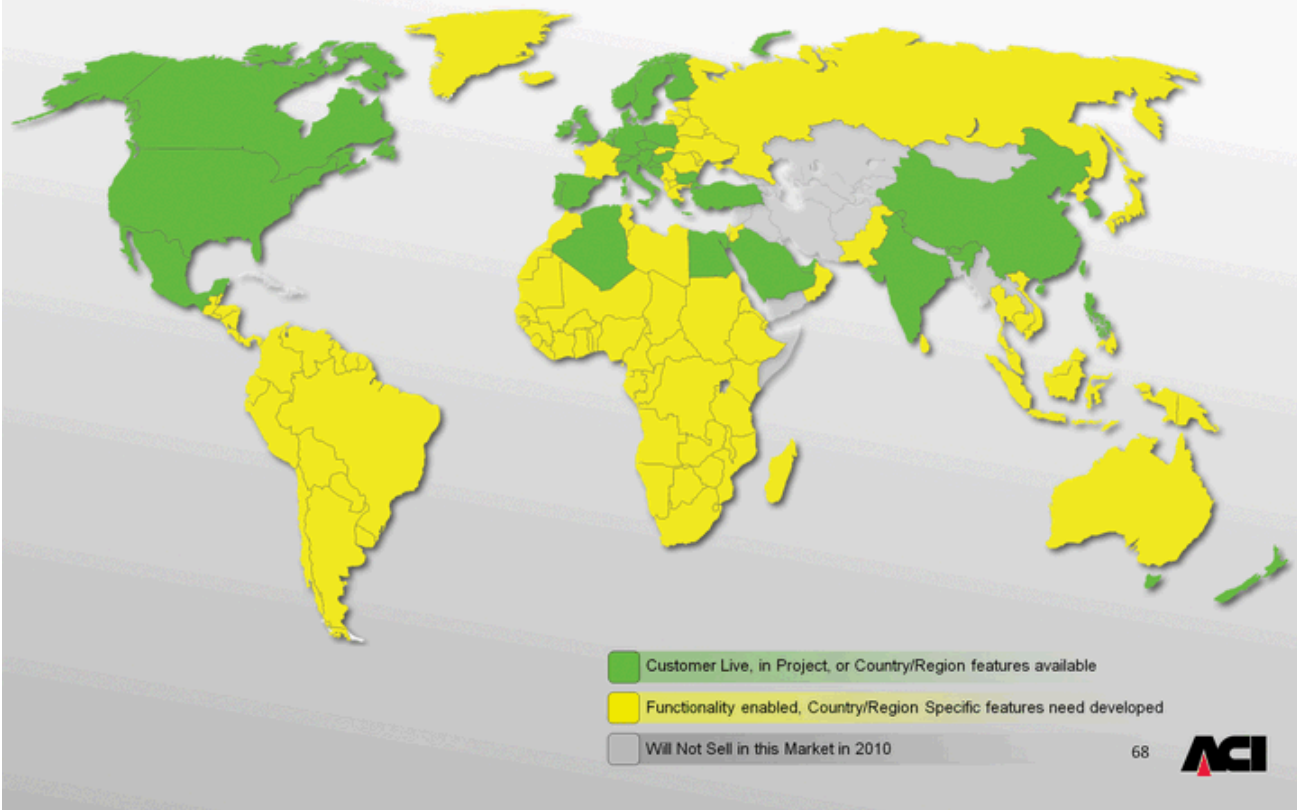 Customer Live, in Project, or Country/Region features available
Functionality enabled, Country/Region Specific features need developed
Will Not Sell in this Market in 2010
68
ACI